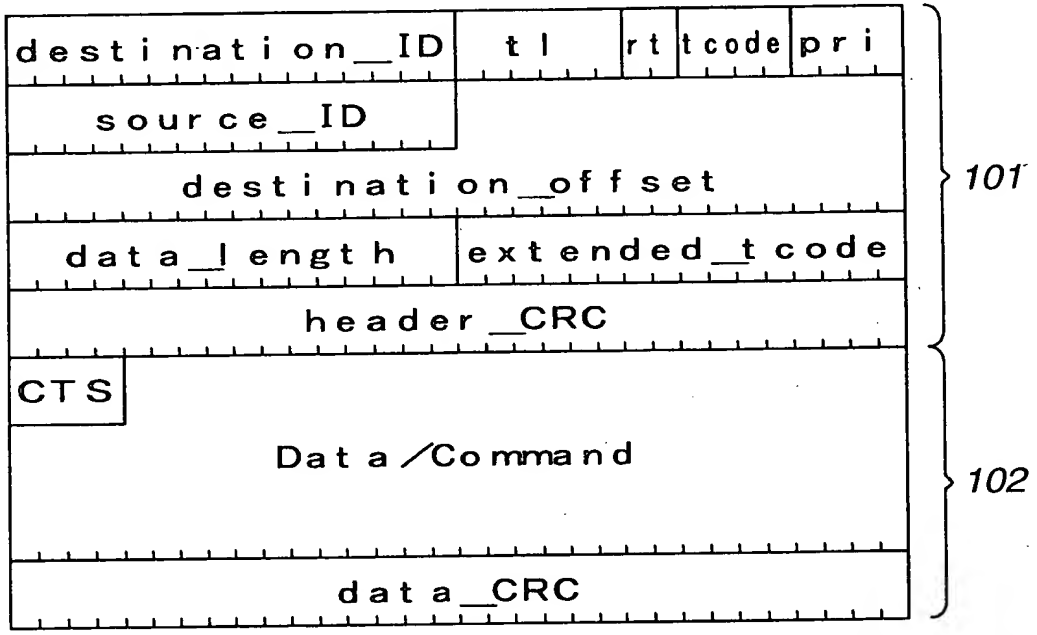 destination_ID tl rt tcode pri
source_ID
destination_offset
101
data_length extended_tcode
header_CRC
CTS
Data/Command
102
data_CRC